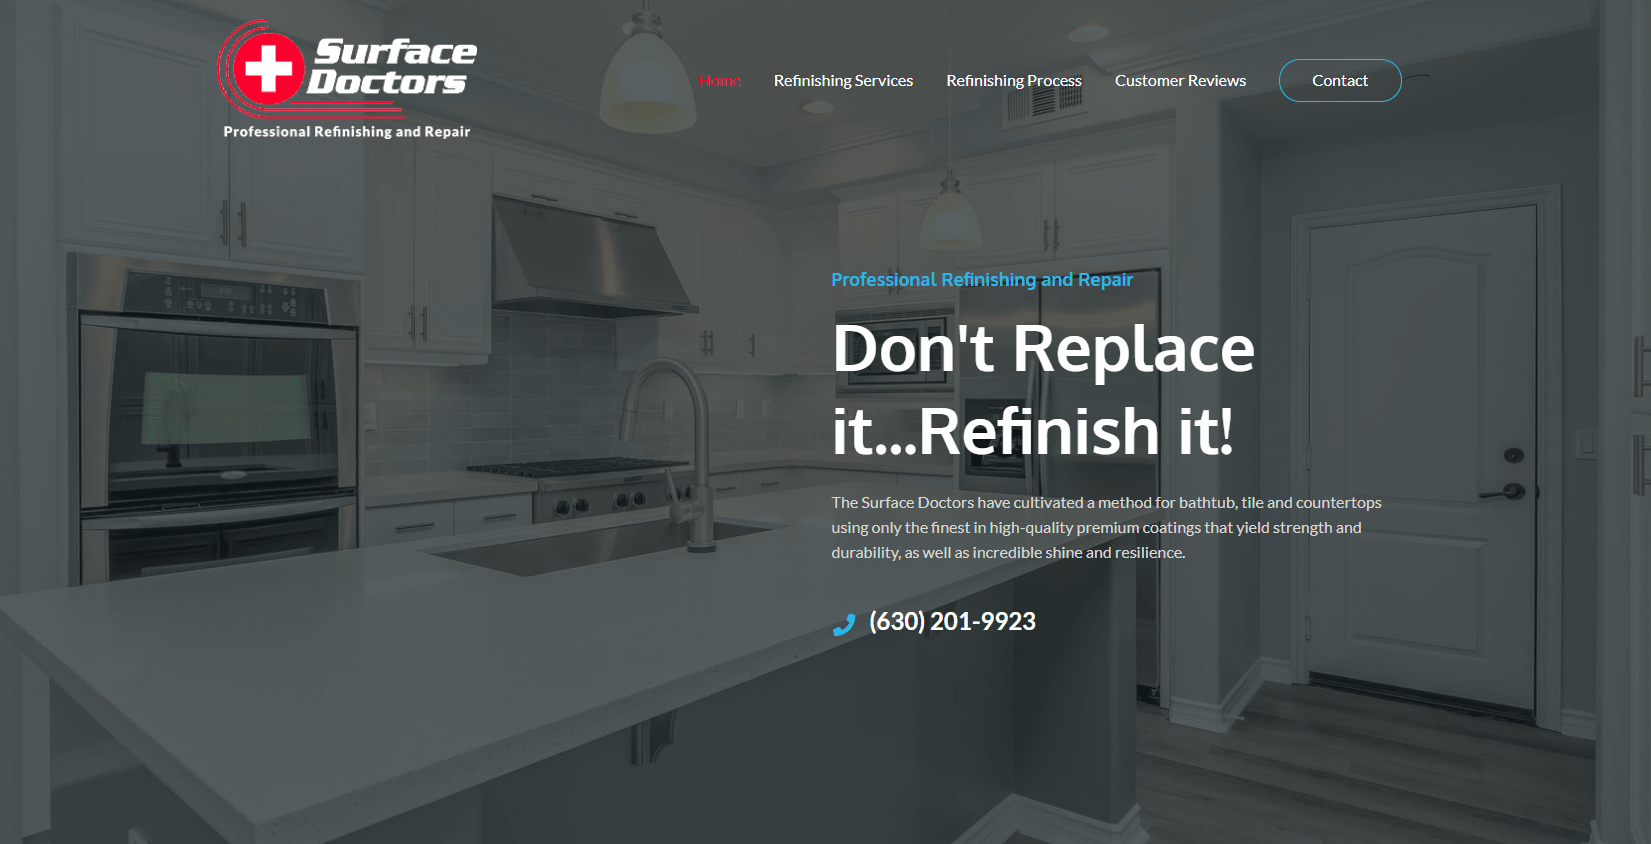 Surface
Doctors
Professional Refinishing and Repair
Home
Refinishing Services
Refinishing Process
Customer Reviews
Contact
Professional Refinishing and Repair
Don't Replace
it...Refinish it!
The Surface Doctors have cultivated a method for bathtub, tile and countertops
using only the finest in high-quality premium coatings that yield strength and
durability, as well as incredible shine and resilience.
(630) 201-9923